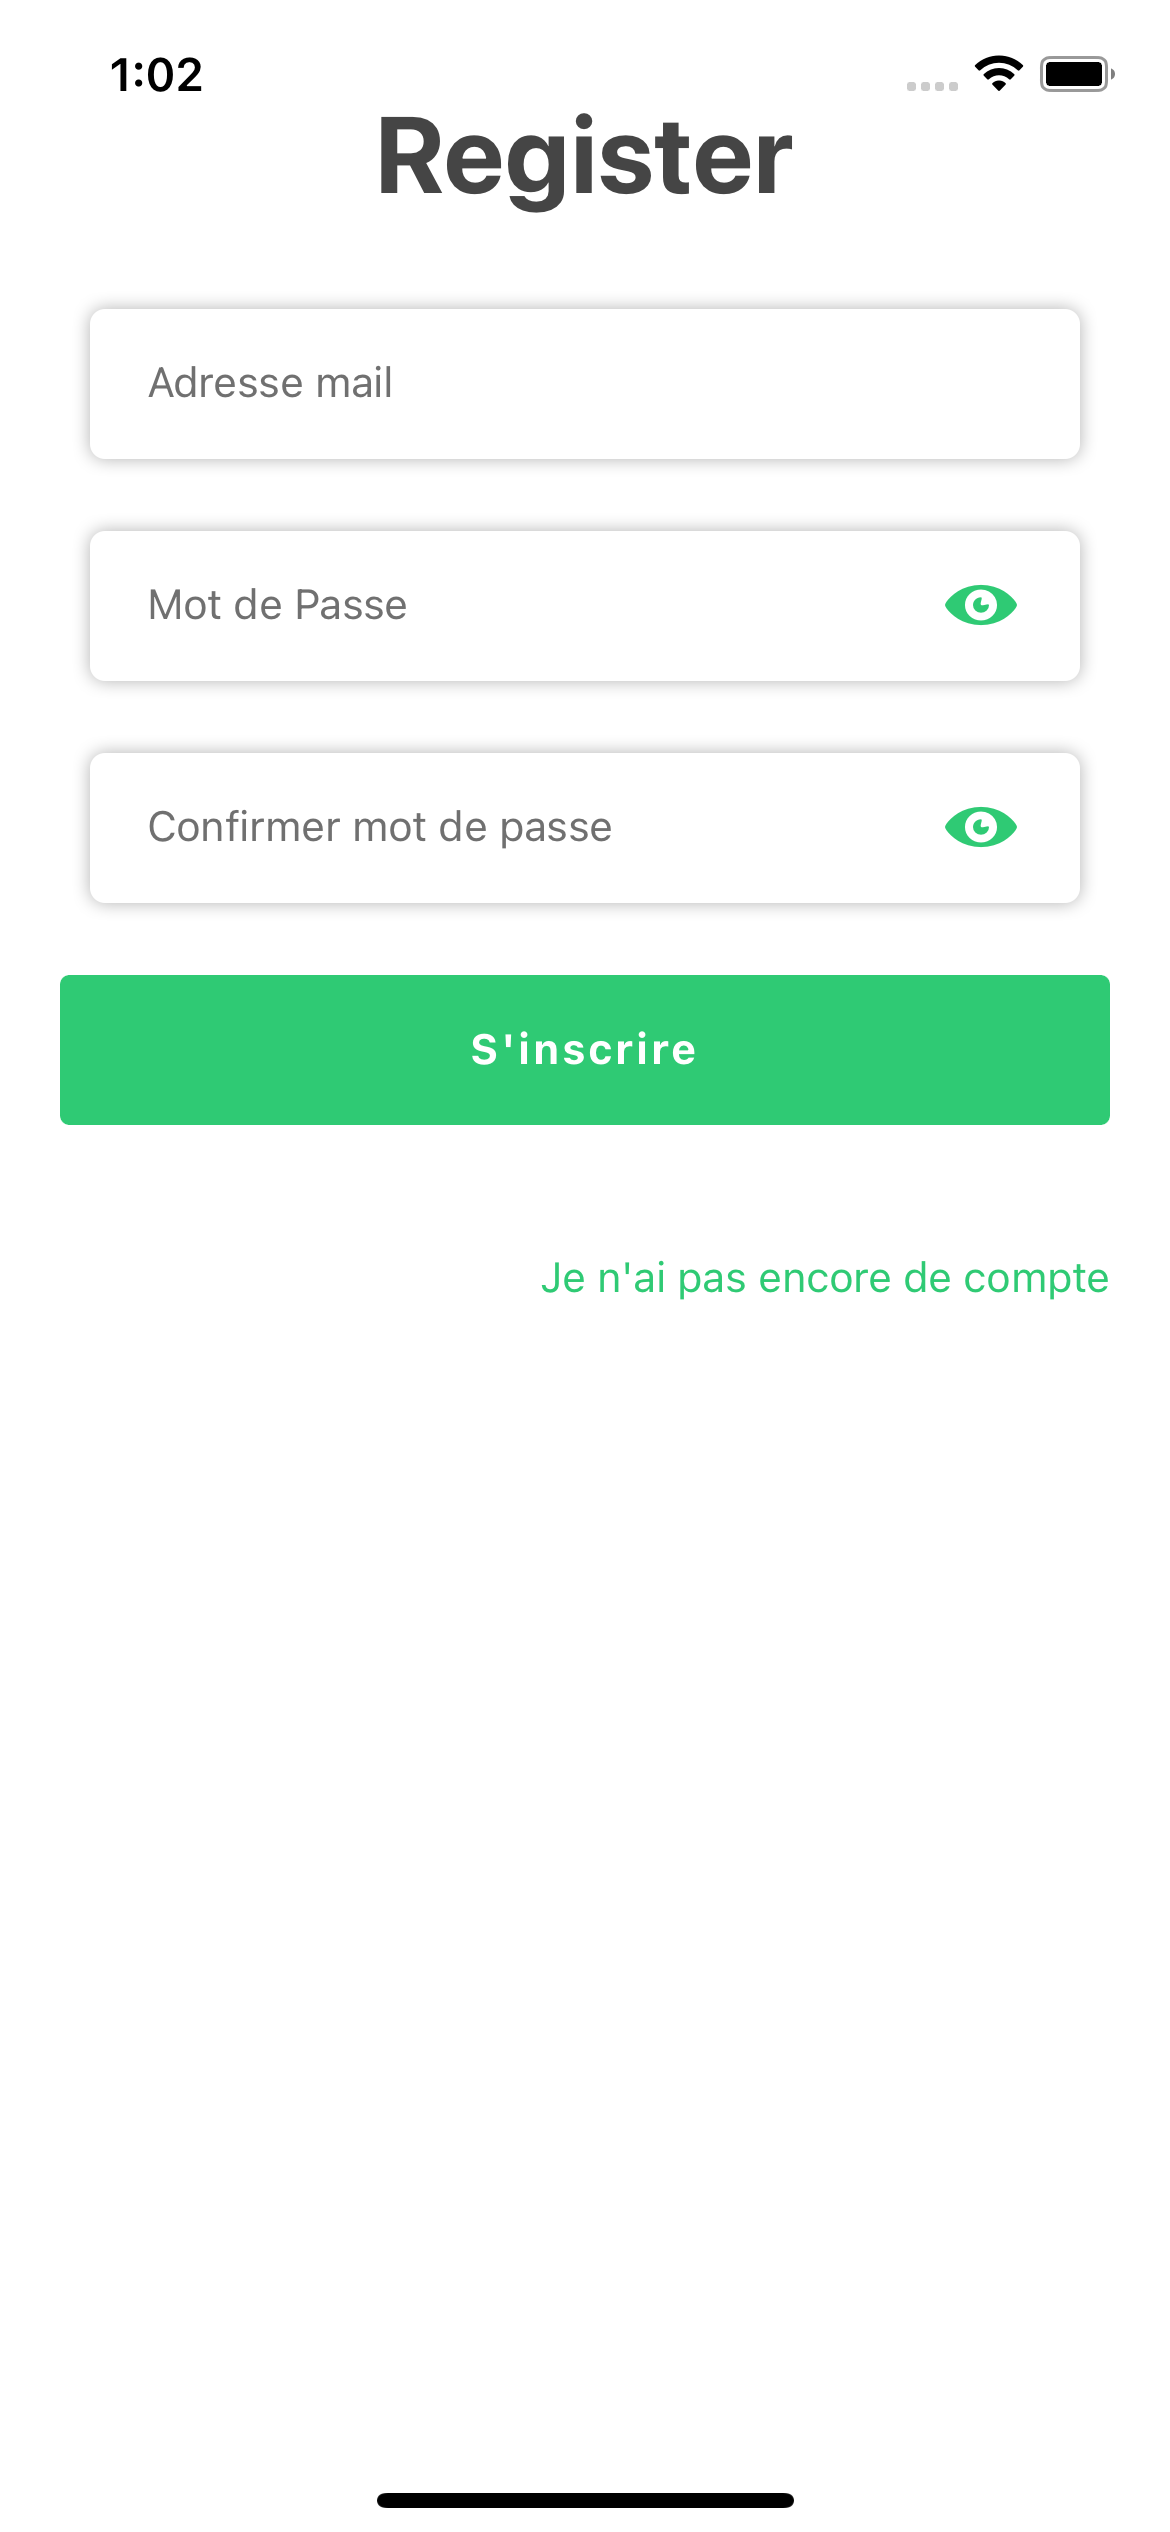 1:02
Register
Adresse mail
Mot de Passe
Confirmer mot de passe
S'inscrire
Je n'ai pas encore de compte